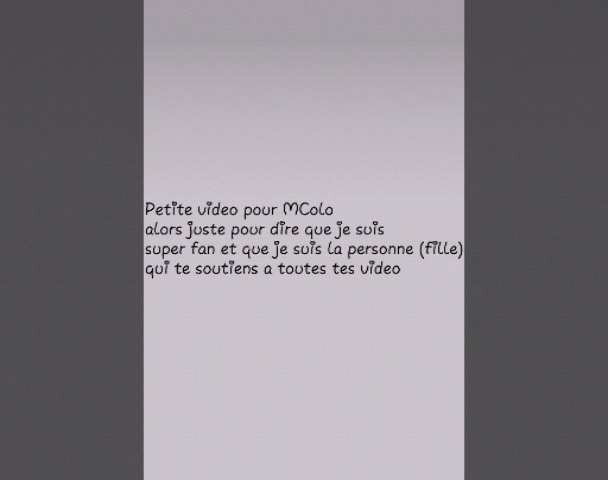 Petite video pour MColo
alors juste pour dire que je suis
super fan et que je suis la personne (fille)
qui te soutiens a toutes tes video